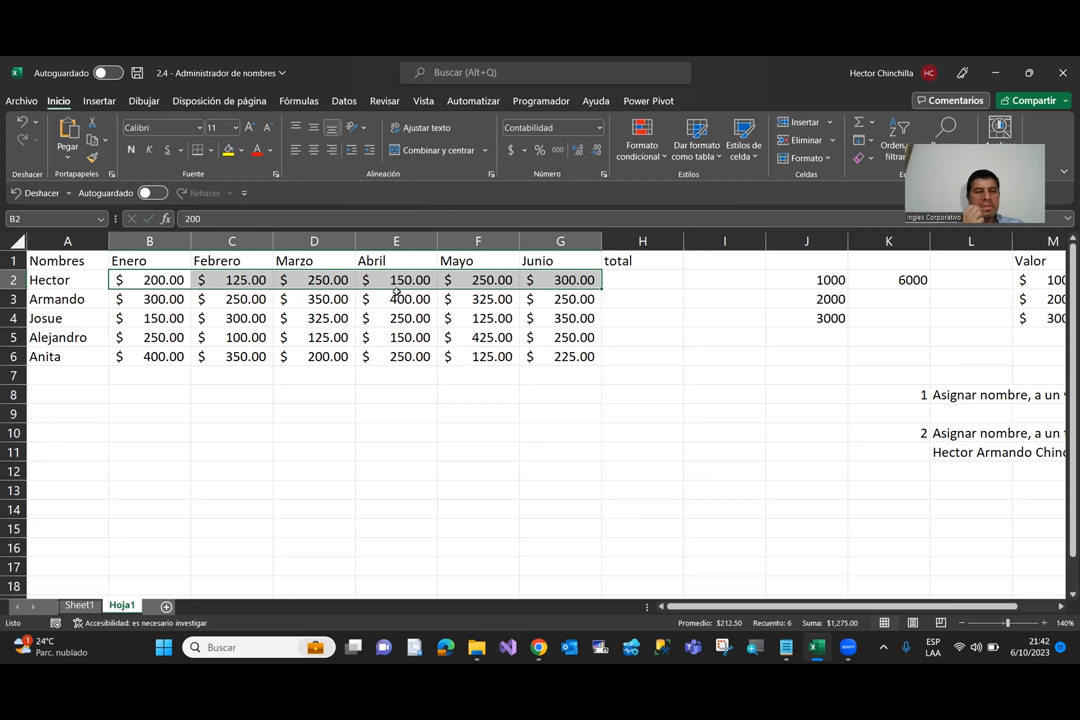 Autoguardado
2.4 - Administrador de nombres
Buscar (Alt+Q)
Hector Chinchilla
HC
Archivo Inicio Insertar Dibujar Disposición de página Fórmulas Datos Revisar Vista Automatizar Programador Ayuda Power Pivot
Comentarios
Compartir
Pegar
Calibri 11
N K S
Ajustar texto
Combinar y centrar
Contabilidad
$ % 000
Formato condicional
Dar formato como tabla
Estilos de celda
Insertar
Eliminar
Formato
Deshacer Portapapeles Fuente Alineación Número Estilos Celdas
Deshacer Autoguardado Rehacer
Ingles Corporativo
B2 fx 200
A B C D E F G H I J K L M
1 Nombres Enero Febrero Marzo Abril Mayo Junio total Valor
2 Hector $ 200.00 $ 125.00 $ 250.00 $ 150.00 $ 250.00 $ 300.00 1000 6000 $
3 Armando $ 300.00 $ 250.00 $ 350.00 $ 400.00 $ 325.00 $ 250.00 2000 $
4 Josue $ 150.00 $ 300.00 $ 325.00 $ 250.00 $ 125.00 $ 350.00 3000 $
5 Alejandro $ 250.00 $ 100.00 $ 125.00 $ 150.00 $ 425.00 $ 250.00
6 Anita $ 400.00 $ 350.00 $ 200.00 $ 250.00 $ 125.00 $ 225.00
7
8 1 Asignar nombre, a un
9
10 2 Asignar nombre, a un
11 Hector Armando
12
13
14
15
16
17
18
Sheet1 Hoja1
Listo
Accesibilidad: es necesario investigar
Promedio: $212.50 Recuento: 6 Suma: $1,275.00
140%
24°C
Parc. nublado
Buscar
ESP
LAA
21:42
6/10/2023